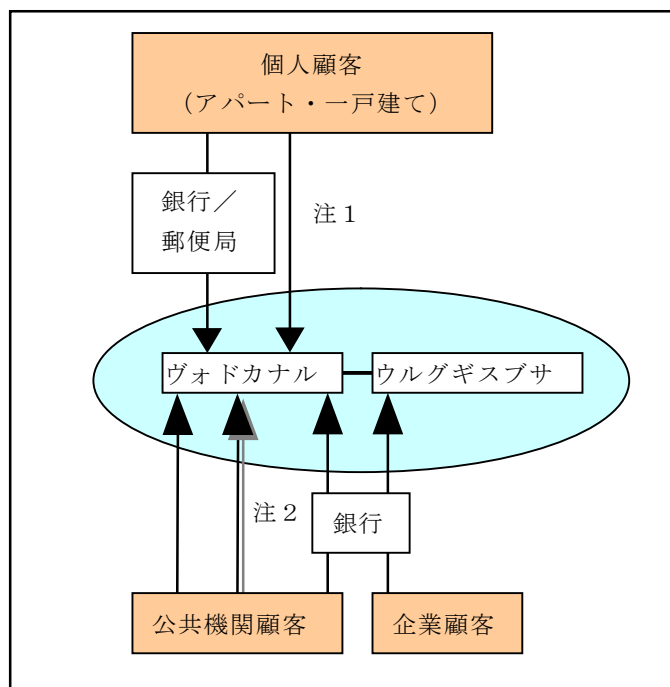 個人顧客
(アパート・一戸建て)
銀行／
郵便局
注１
ヴォドカナル
ウルグギスブサ
注２
銀行
公共機関顧客
企業顧客